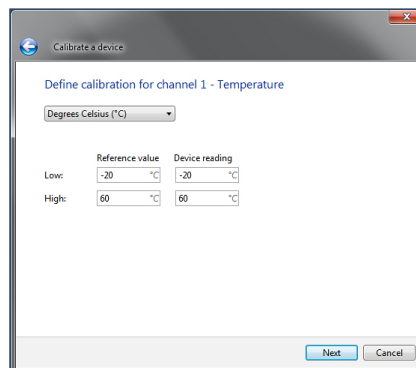 Calibrate a device
Define calibration for channel 1 - Temperature
Degrees Celsius (°C)
Reference value Device reading
Low: -20 °C -20 °C
High: 60 °C 60 °C
Next Cancel